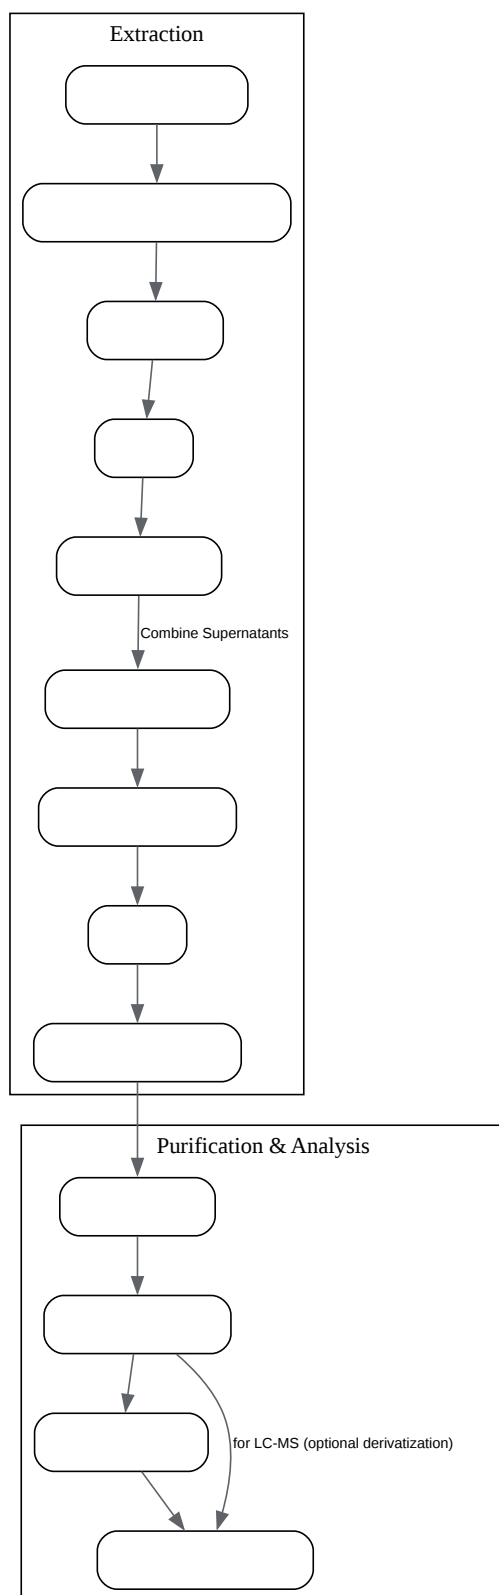 Extraction
Combine Supernatants
Purification & Analysis
for LC-MS (optional derivatization)